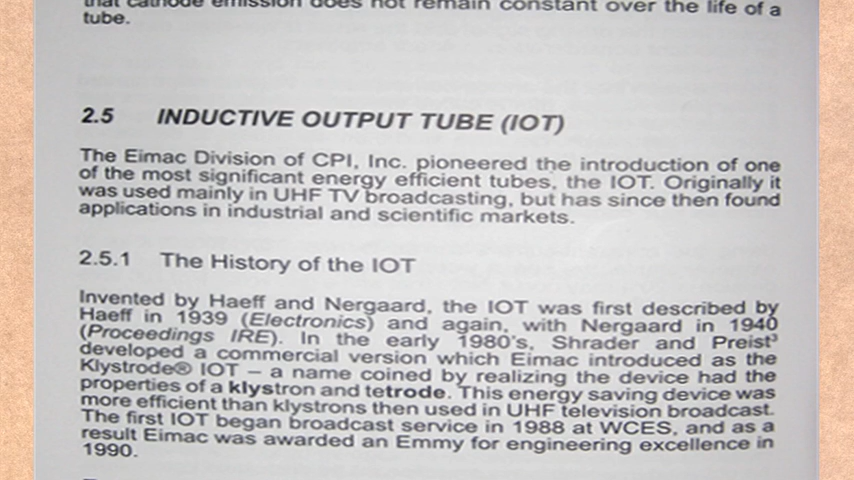 that cathode emission does not remain constant over the life of a
tube.
2.5 INDUCTIVE OUTPUT TUBE (IOT)
The Eimac Division of CPI, Inc. pioneered the introduction of one
of the most significant energy efficient tubes, the IOT. Originally it
was used mainly in UHF TV broadcasting, but has since then found
applications in industrial and scientific markets.
2.5.1 The History of the IOT
Invented by Haeff and Nergaard, the IOT was first described by
Haeff in 1939 (Electronics) and again, with Nergaard in 1940
(Proceedings IRE). In the early 1980's, Shrader and Preist³
developed a commercial version which Eimac introduced as the
Klystrode® IOT – a name coined by realizing the device had the
properties of a klystron and tetrode. This energy saving device was
more efficient than klystrons then used in UHF television broadcast.
The first IOT began broadcast service in 1988 at WCES, and as a
result Eimac was awarded an Emmy for engineering excellence in
1990.